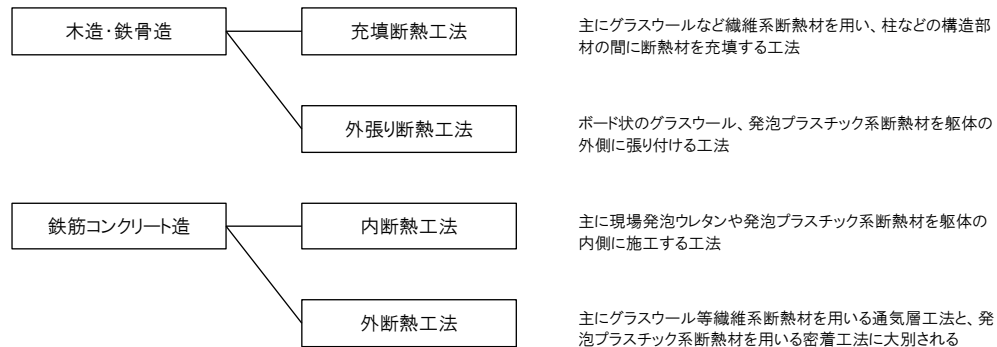 木造・鉄骨造
充填断熱工法
主にグラスウールなど繊維系断熱材を用い、柱などの構造部
材の間に断熱材を充填する工法
外張り断熱工法
ボード状のグラスウール、発泡プラスチック系断熱材を躯体の
外側に張り付ける工法
鉄筋コンクリート造
内断熱工法
主に現場発泡ウレタンや発泡プラスチック系断熱材を躯体の
内側に施工する工法
外断熱工法
主にグラスウール等繊維系断熱材を用いる通気層工法と、発
泡プラスチック系断熱材を用いる密着工法に大別される